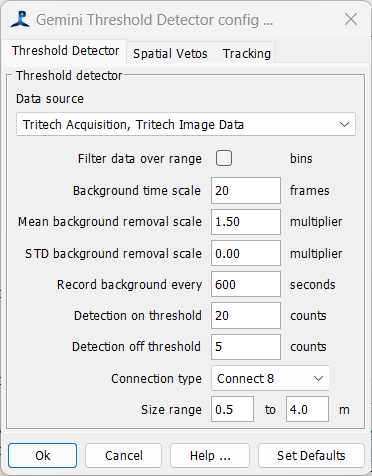 Gemini Threshold Detector config ...
Threshold Detector Spatial Vetos Tracking
Threshold detector
Data source
Tritech Acquisition, Tritech Image Data
Filter data over range bins
Background time scale 20 frames
Mean background removal scale 1.50 multiplier
STD background removal scale 0.00 multiplier
Record background every 600 seconds
Detection on threshold 20 counts
Detection off threshold 5 counts
Connection type Connect 8
Size range 0.5 to 4.0 m
Ok Cancel Help ... Set Defaults